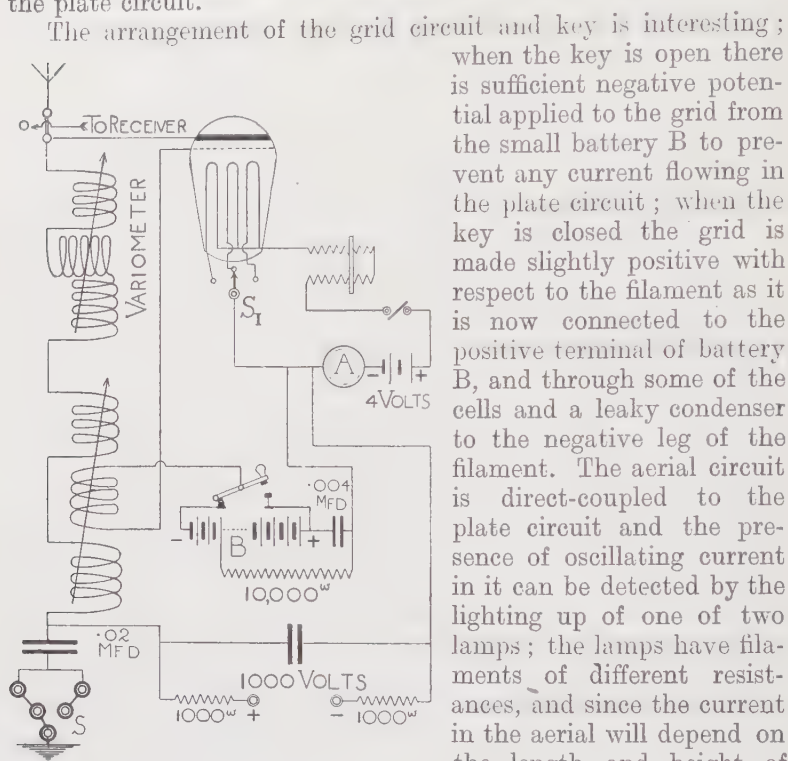 the plate circuit.
The arrangement of the grid circuit and key is interesting ;
when the key is open there
is sufficient negative poten-
tial applied to the grid from
the small battery B to pre-
vent any current flowing in
the plate circuit ; when the
key is closed the grid is
made slightly positive with
respect to the filament as it
is now connected to the
positive terminal of battery
B, and through some of the
cells and a leaky condenser
to the negative leg of the
filament. The aerial circuit
is direct-coupled to the
plate circuit and the pre-
sence of oscillating current
in it can be detected by the
lighting up of one of two
lamps ; the lamps have fila-
ments of different resist-
ances, and since the current
in the aerial will depend on
the length and height of
TO RECEIVER
VARIOMETER
S1
A
- +
4 VOLTS
.004
MFD
- B +
10,000ω
.02
MFD
1000 VOLTS
1000ω + - 1000ω
S